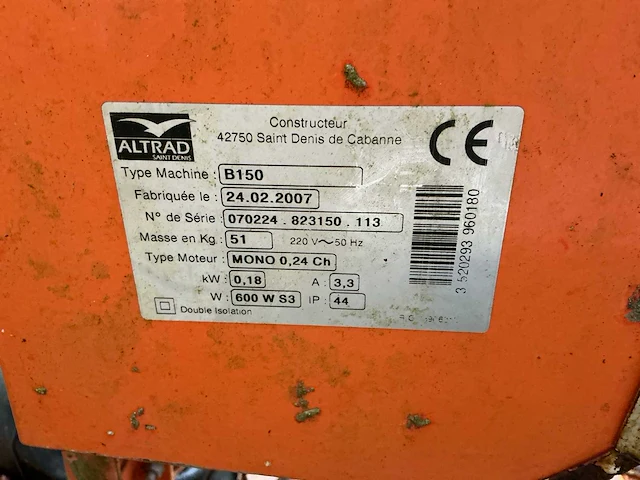 ALTRAD
SAINT DENIS
Constructeur
42750 Saint Denis de Cabanne
CE
Type Machine : B150
Fabriquée le : 24.02.2007
N° de Série : 070224 . 823150 . 113
Masse en Kg : 51 220 V~50 Hz
Type Moteur : MONO 0,24 Ch
kW : 0,18 A : 3,3
W : 600 W S3 IP : 44
Double Isolation
3 520293 960180